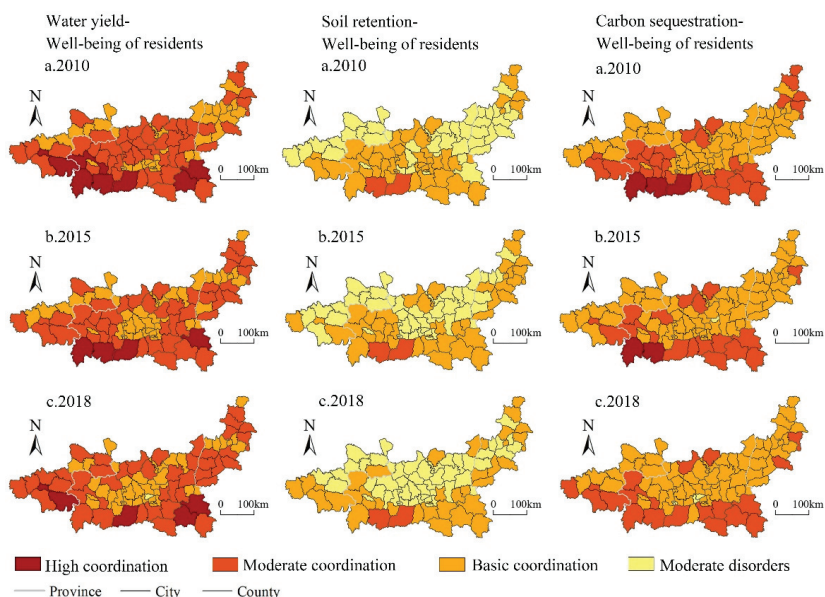 Water yield-
Well-being of residents
a.2010
N
0 100km
Soil retention-
Well-being of residents
a.2010
N
0 100km
Carbon sequestration-
Well-being of residents
a.2010
N
0 100km
b.2015
N
0 100km
b.2015
N
0 100km
b.2015
N
0 100km
c.2018
N
0 100km
c.2018
N
0 100km
c.2018
N
0 100km
High coordination Moderate coordination Basic coordination Moderate disorders
Province City County